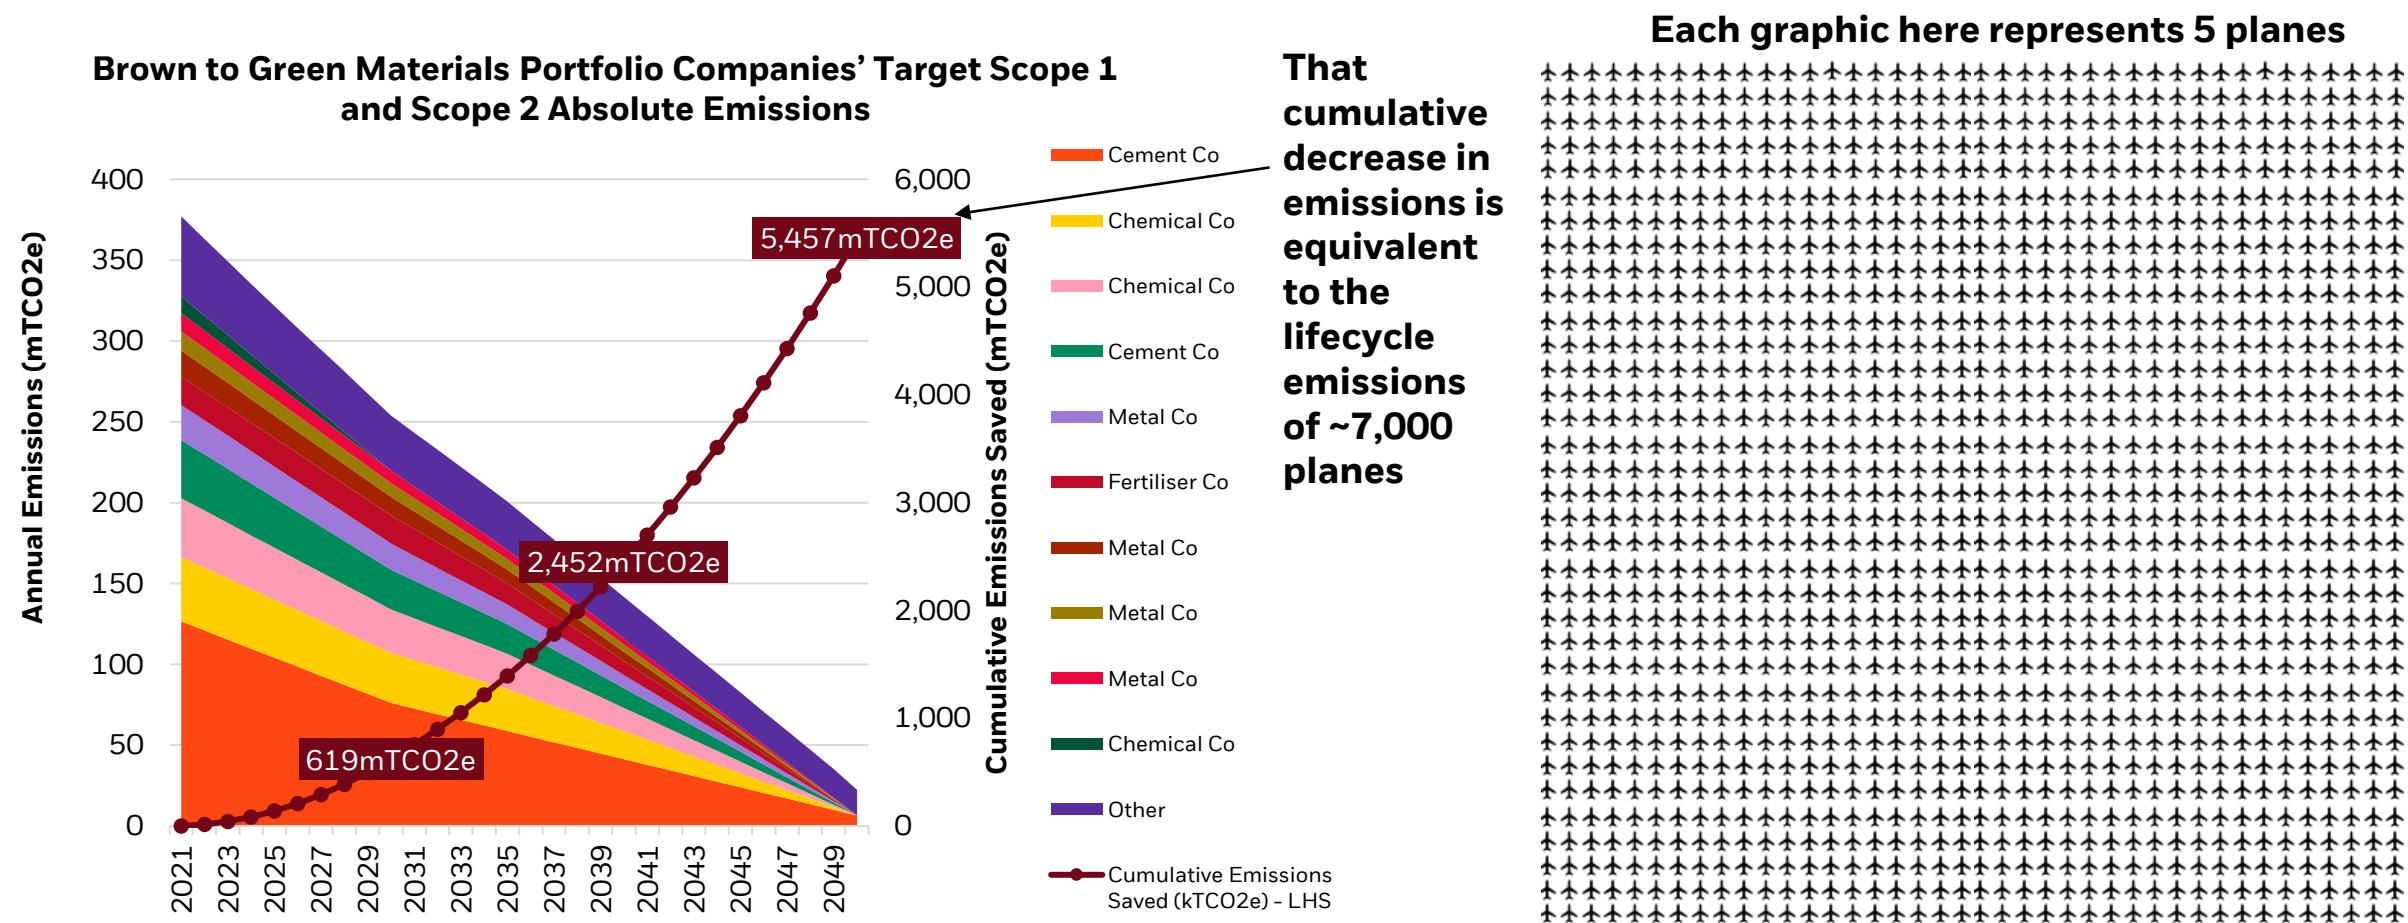 Each graphic here represents 5 planes
Brown to Green Materials Portfolio Companies’ Target Scope 1
and Scope 2 Absolute Emissions
That
cumulative
decrease in
emissions is
equivalent
to the
lifecycle
emissions
of ~7,000
planes
Annual Emissions (mTCO2e)
400
350
300
250
200
150
100
50
0
5,457mTCO2e
2,452mTCO2e
619mTCO2e
6,000
5,000
4,000
3,000
2,000
1,000
0
Cumulative Emissions Saved (mTCO2e)
2021
2023
2025
2027
2029
2031
2033
2035
2037
2039
2041
2043
2045
2047
2049
Cement Co
Chemical Co
Chemical Co
Cement Co
Metal Co
Fertiliser Co
Metal Co
Metal Co
Metal Co
Chemical Co
Other
Cumulative Emissions
Saved (kTCO2e) - LHS